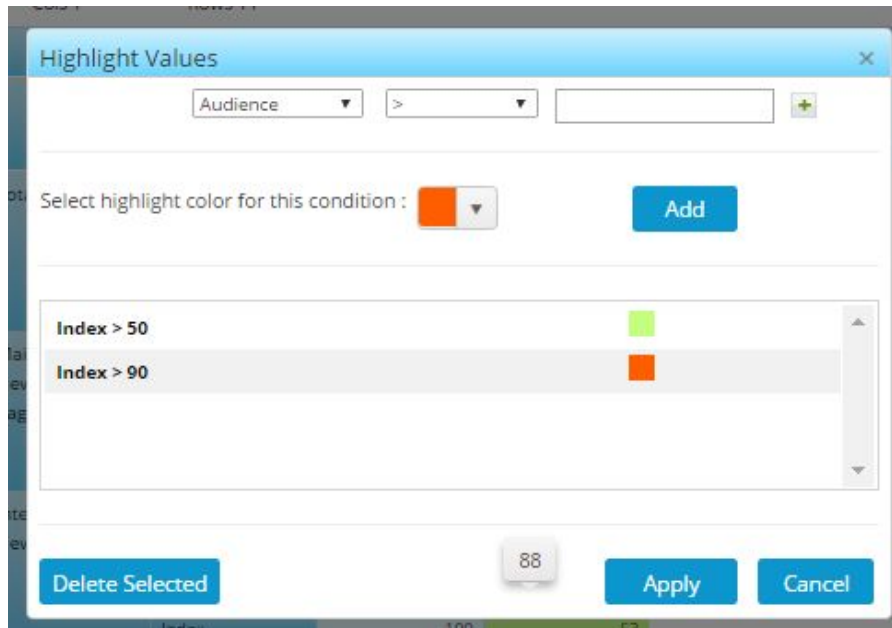 Highlight Values ×
Audience >
Select highlight color for this condition : Add
Index > 50
Index > 90
88
Delete Selected Apply Cancel